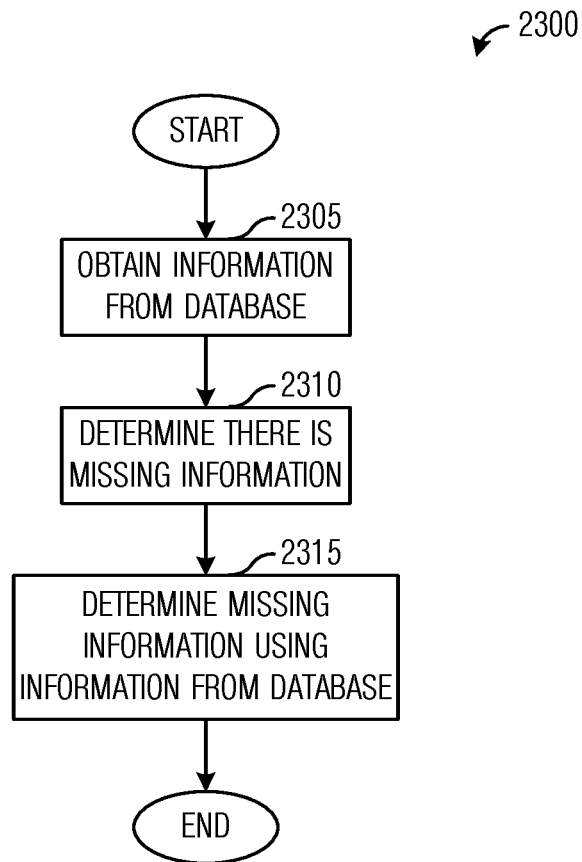 2300
START
2305
OBTAIN INFORMATION
FROM DATABASE
2310
DETERMINE THERE IS
MISSING INFORMATION
2315
DETERMINE MISSING
INFORMATION USING
INFORMATION FROM DATABASE
END